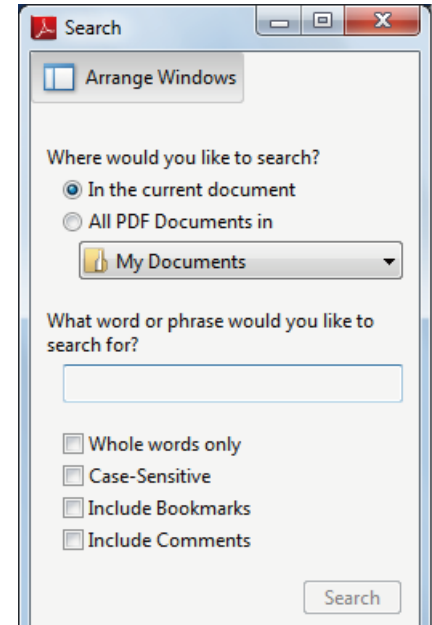 Search
Arrange Windows
Where would you like to search?
In the current document
All PDF Documents in
My Documents
What word or phrase would you like to
search for?
Whole words only
Case-Sensitive
Include Bookmarks
Include Comments
Search